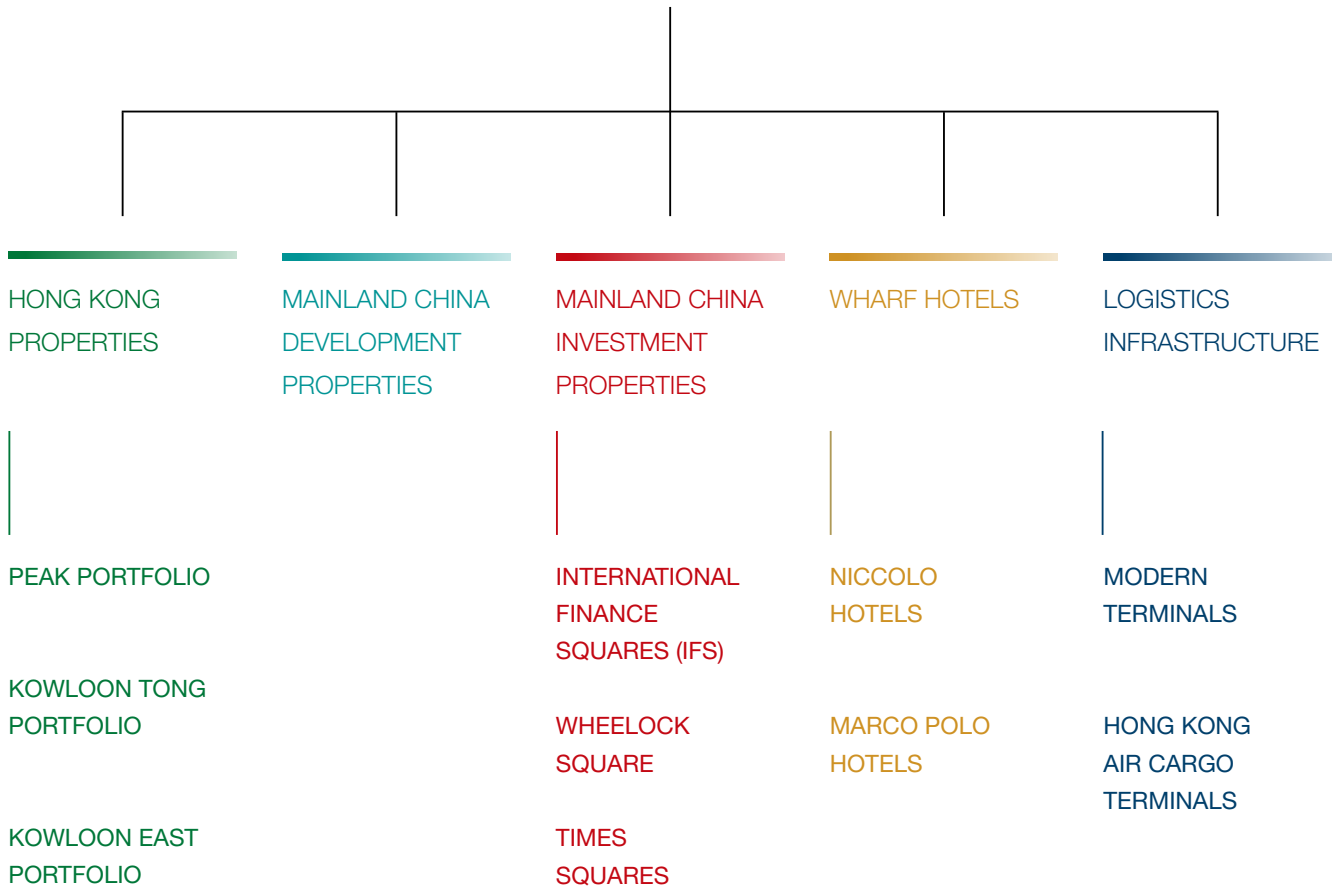 HONG KONG
PROPERTIES
MAINLAND CHINA
DEVELOPMENT
PROPERTIES
MAINLAND CHINA
INVESTMENT
PROPERTIES
WHARF HOTELS
LOGISTICS
INFRASTRUCTURE
PEAK PORTFOLIO
KOWLOON TONG
PORTFOLIO
KOWLOON EAST
PORTFOLIO
INTERNATIONAL
FINANCE
SQUARES (IFS)
WHEELOCK
SQUARE
TIMES
SQUARES
NICCOLO
HOTELS
MARCO POLO
HOTELS
MODERN
TERMINALS
HONG KONG
AIR CARGO
TERMINALS